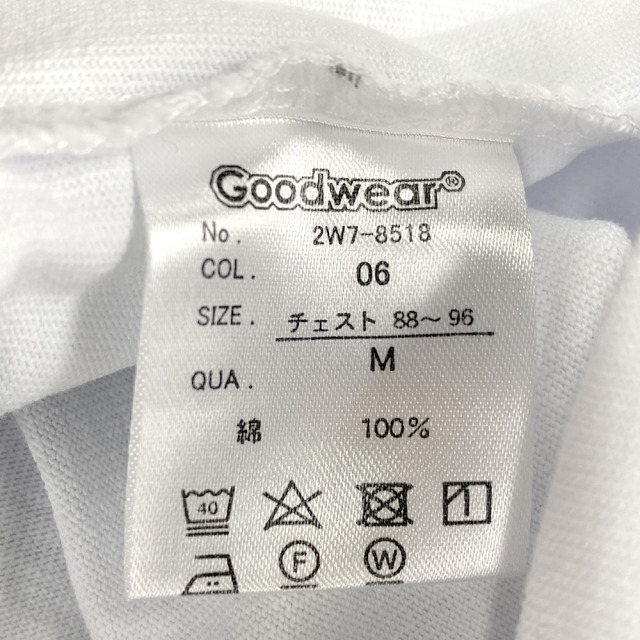 Goodwear®
No. 2W7-8518
COL. 06
SIZE. チェスト 88～96
M
QUA.
綿 100%
40
F W